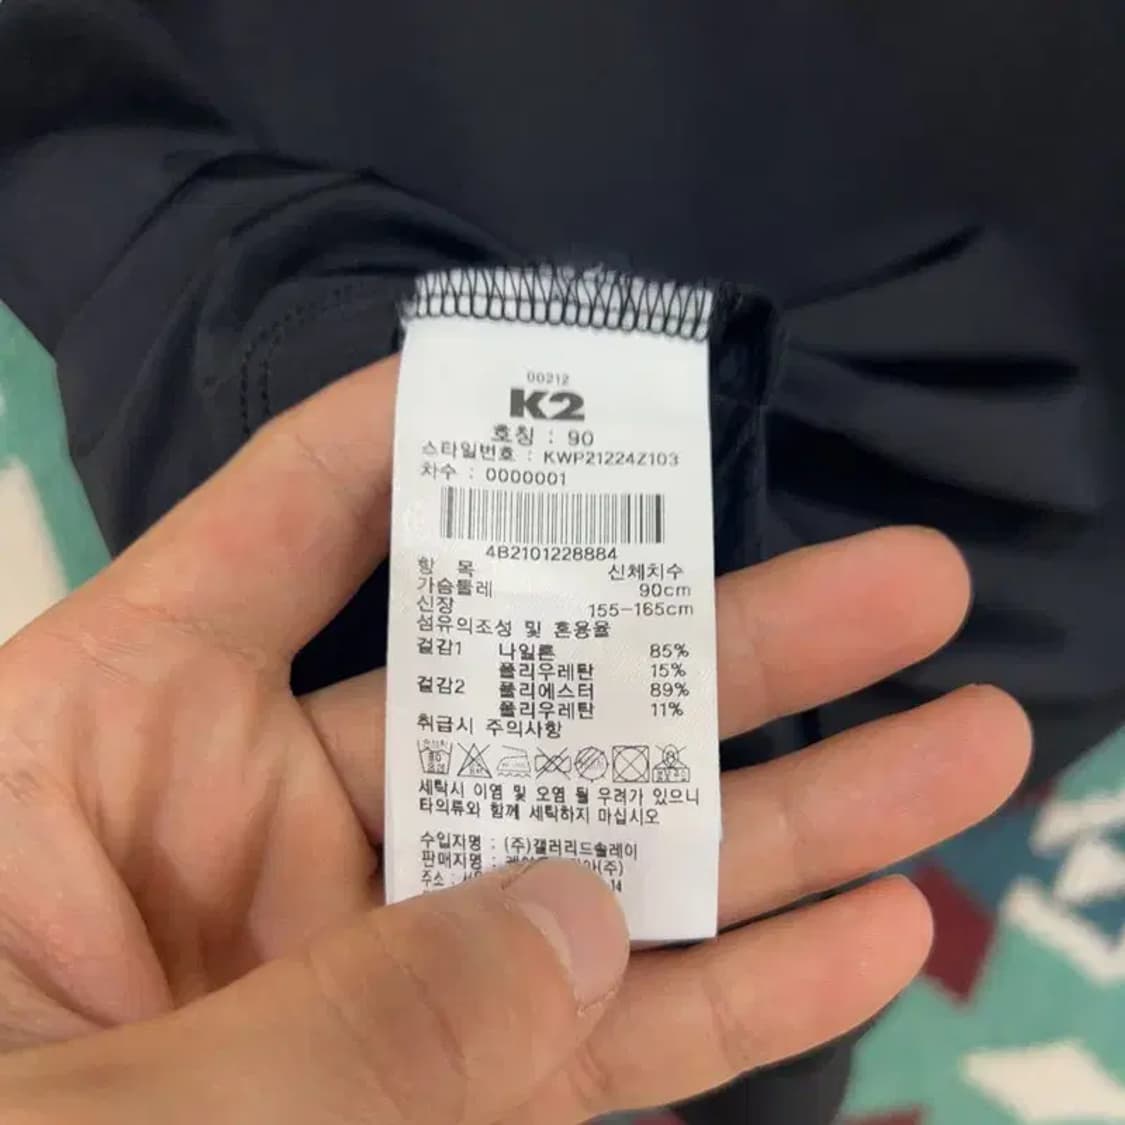 00212
K2
호칭 : 90
스타일번호 : KWP21224Z103
차수 : 0000001
4B2101228884
항 목 신체치수
가슴둘레 90cm
신장 155-165cm
섬유의조성 및 혼용율
겉감1 나일론 85%
폴리우레탄 15%
겉감2 폴리에스터 89%
폴리우레탄 11%
취급시 주의사항
세탁시 이염 및 오염 될 우려가 있으니
타의류와 함께 세탁하지 마십시오
수입자명 : (주)갤러리드솔레이
판매자명 :
주소 : 14